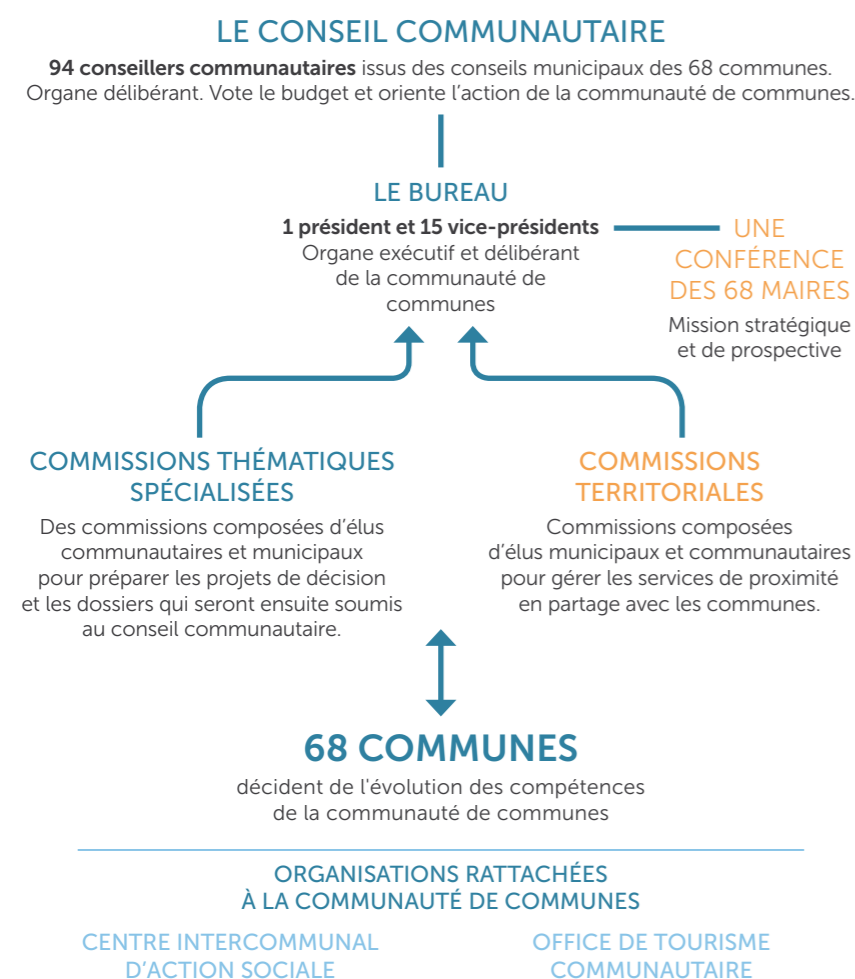 LE CONSEIL COMMUNAUTAIRE
94 conseillers communautaires issus des conseils municipaux des 68 communes.
Organe délibérant. Vote le budget et oriente l’action de la communauté de communes.
LE BUREAU
1 président et 15 vice-présidents
Organe exécutif et délibérant
de la communauté de
communes
UNE
CONFÉRENCE
DES 68 MAIRES
Mission stratégique
et de prospective
COMMISSIONS THÉMATIQUES
SPÉCIALISÉES
Des commissions composées d’élus
communautaires et municipaux
pour préparer les projets de décision
et les dossiers qui seront ensuite soumis
au conseil communautaire.
COMMISSIONS
TERRITORIALES
Commissions composées
d’élus municipaux et communautaires
pour gérer les services de proximité
en partage avec les communes.
68 COMMUNES
décident de l'évolution des compétences
de la communauté de communes
ORGANISATIONS RATTACHÉES
À LA COMMUNAUTÉ DE COMMUNES
CENTRE INTERCOMMUNAL
D’ACTION SOCIALE
OFFICE DE TOURISME
COMMUNAUTAIRE